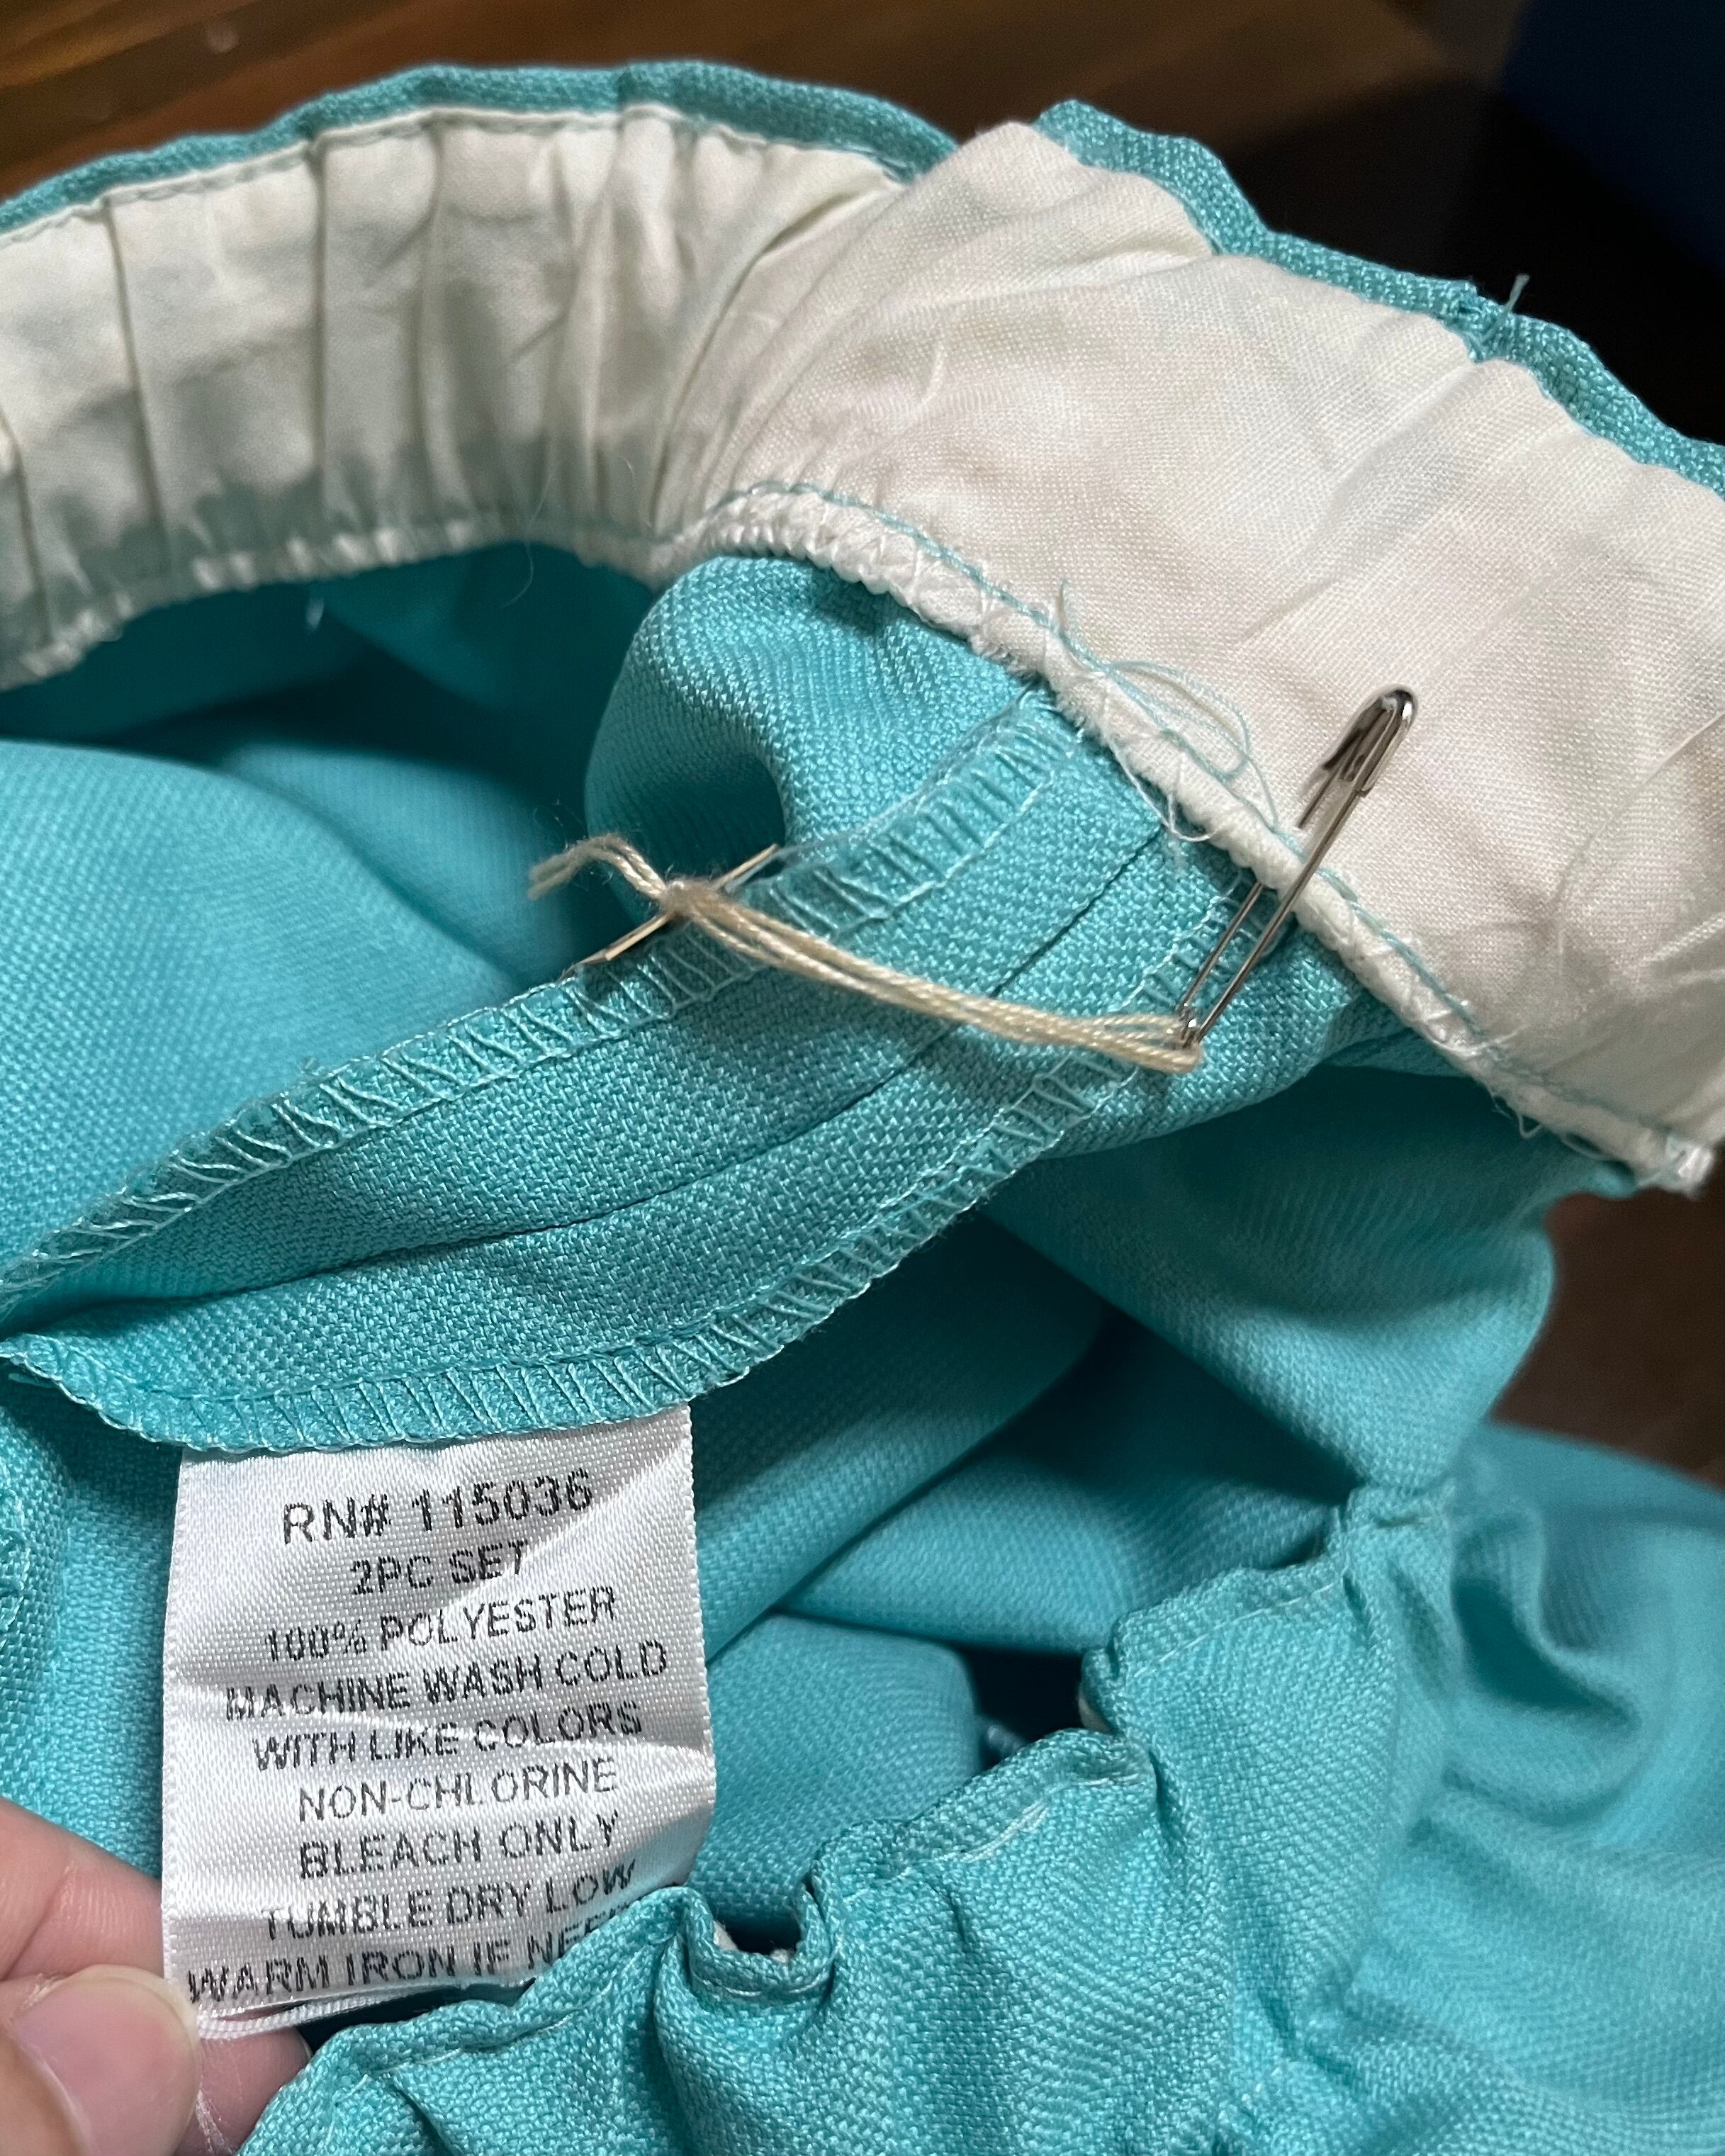 RN# 115036
2PC SET
100% POLYESTER
MACHINE WASH COLD
WITH LIKE COLORS
NON-CHLORINE
BLEACH ONLY
TUMBLE DRY LOW
WARM IRON IF